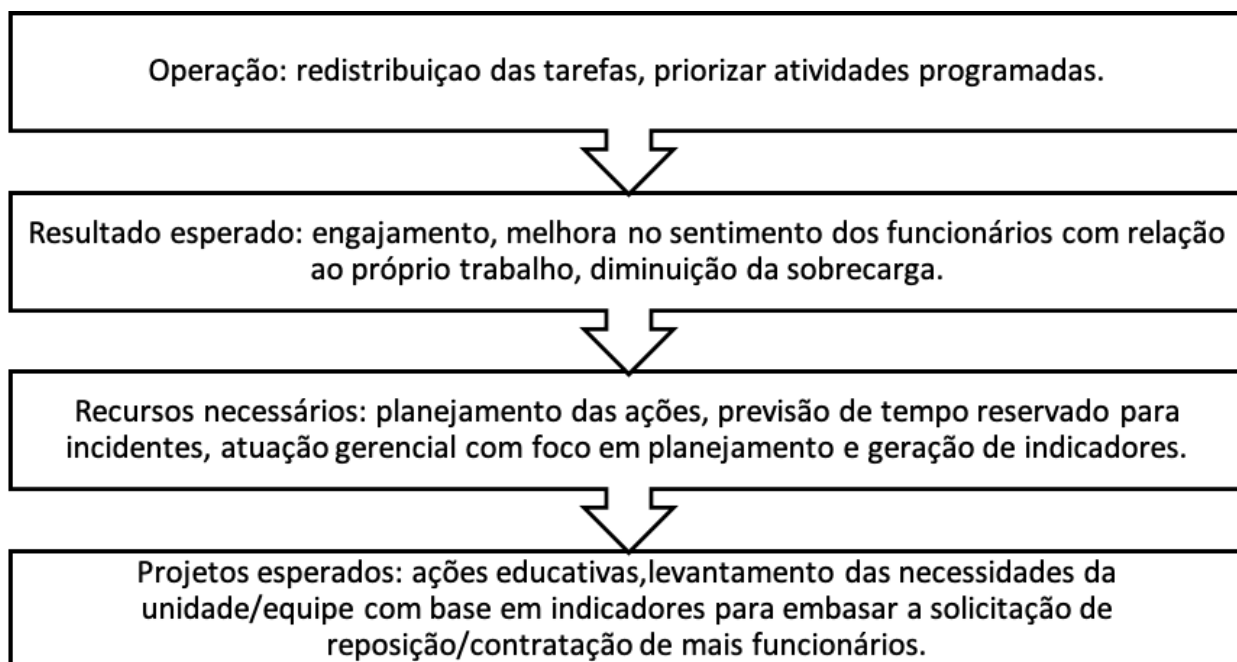 Operação: redistribuiçao das tarefas, priorizar atividades programadas.
Resultado esperado: engajamento, melhora no sentimento dos funcionários com relação
ao próprio trabalho, diminuição da sobrecarga.
Recursos necessários: planejamento das ações, previsão de tempo reservado para
incidentes, atuação gerencial com foco em planejamento e geração de indicadores.
Projetos esperados: ações educativas,levantamento das necessidades da
unidade/equipe com base em indicadores para embasar a solicitação de
reposição/contratação de mais funcionários.